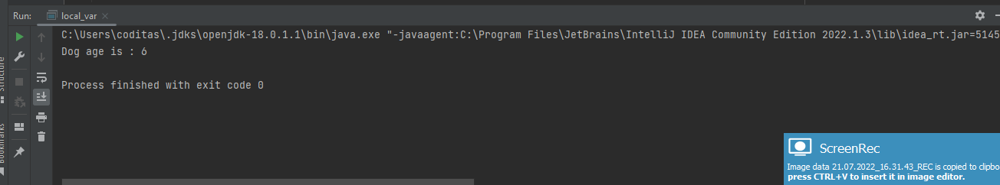 Run: local_var
C:\Users\coditas\.jdks\openjdk-18.0.1.1\bin\java.exe "-javaagent:C:\Program Files\JetBrains\IntelliJ IDEA Community Edition 2022.1.3\lib\idea_rt.jar=5145
Dog age is : 6
Process finished with exit code 0
Structure
Bookmarks
ScreenRec
Image data 21.07.2022_16.31.43_REC is copied to clipbo
press CTRL+V to insert it in image editor.